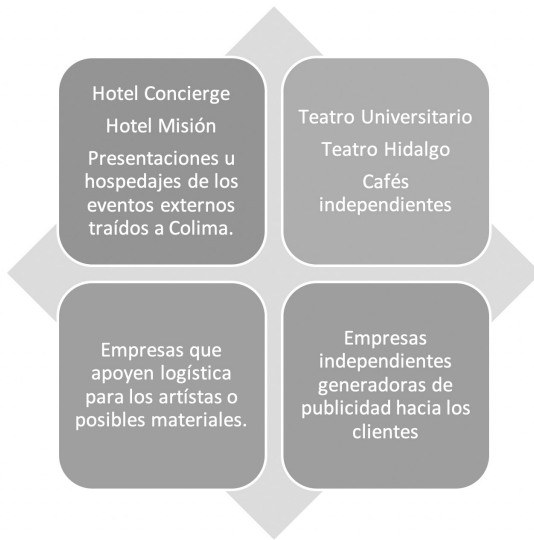 Hotel Concierge
Hotel Misión
Presentaciones u
hospedajes de los
eventos externos
traídos a Colima.
Teatro Universitario
Teatro Hidalgo
Cafés
independientes
Empresas que
apoyen logística
para los artístas o
posibles materiales.
Empresas
independientes
generadoras de
publicidad hacia los
clientes